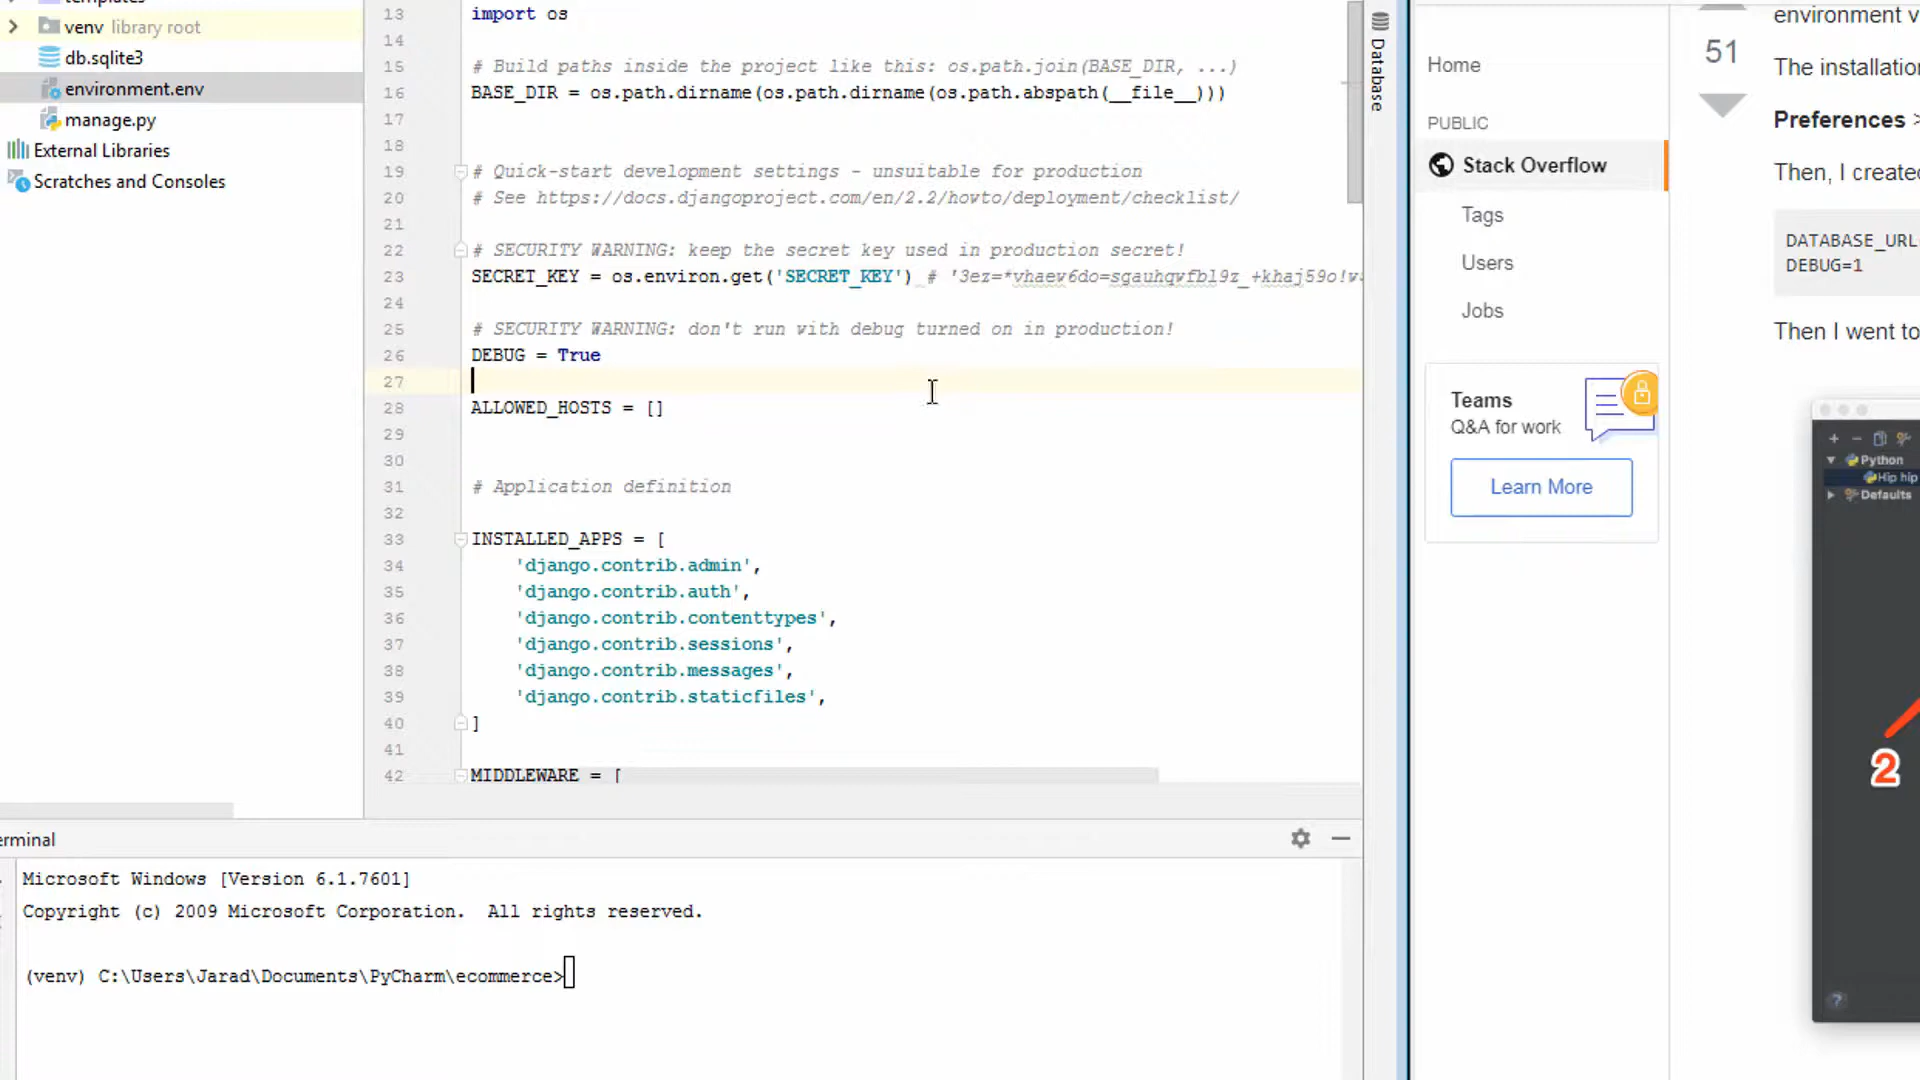 venv library root
db.sqlite3
environment.env
manage.py
External Libraries
Scratches and Consoles
13 import os
14
15 # Build paths inside the project like this: os.path.join(BASE_DIR, ...)
16 BASE_DIR = os.path.dirname(os.path.dirname(os.path.abspath(__file__)))
17
18
19 # Quick-start development settings - unsuitable for production
20 # See https://docs.djangoproject.com/en/2.2/howto/deployment/checklist/
21
22 # SECURITY WARNING: keep the secret key used in production secret!
23 SECRET_KEY = os.environ.get('SECRET_KEY') # '3ez=*vhaev6do=sgauhqwfbl9z_+khaj59o!w
24
25 # SECURITY WARNING: don't run with debug turned on in production!
26 DEBUG = True
27
28 ALLOWED_HOSTS = []
29
30
31 # Application definition
32
33 INSTALLED_APPS = [
34 'django.contrib.admin',
35 'django.contrib.auth',
36 'django.contrib.contenttypes',
37 'django.contrib.sessions',
38 'django.contrib.messages',
39 'django.contrib.staticfiles',
40 ]
41
42 MIDDLEWARE = [
Database
erminal
Microsoft Windows [Version 6.1.7601]
Copyright (c) 2009 Microsoft Corporation. All rights reserved.
(venv) C:\Users\Jarad\Documents\PyCharm\ecommerce>
Home
PUBLIC
Stack Overflow
Tags
Users
Jobs
Teams
Q&A for work
Learn More
51
environment v
The installation
Preferences >
Then, I created
DATABASE_URL
DEBUG=1
Then I went to
Python
Hip hip
Defaults
2
?